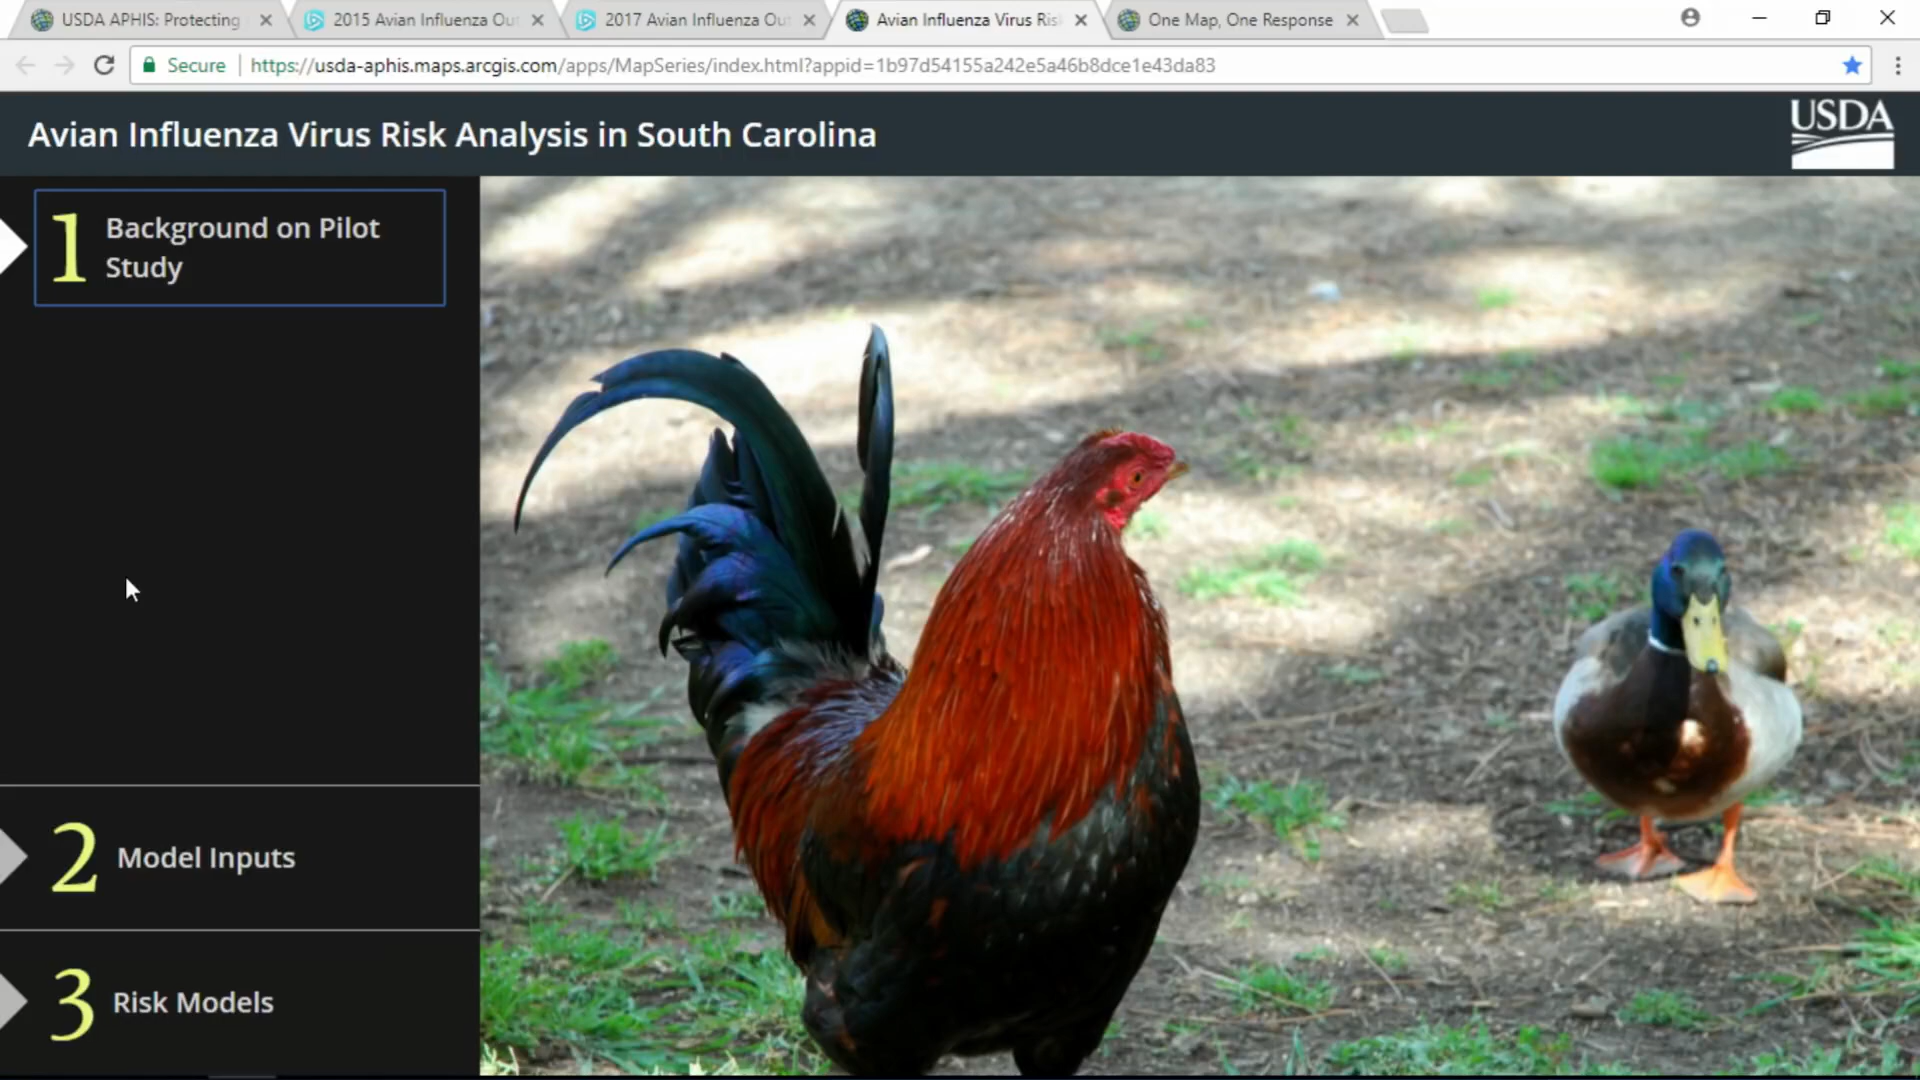 USDA APHIS: Protecting
2015 Avian Influenza Ou
2017 Avian Influenza Out
Avian Influenza Virus Ris
One Map, One Response
Secure
https://usda-aphis.maps.arcgis.com/apps/MapSeries/index.html?appid=1b97d54155a242e5a46b8dce1e43da83
Avian Influenza Virus Risk Analysis in South Carolina
USDA
1 Background on Pilot
Study
2 Model Inputs
3 Risk Models